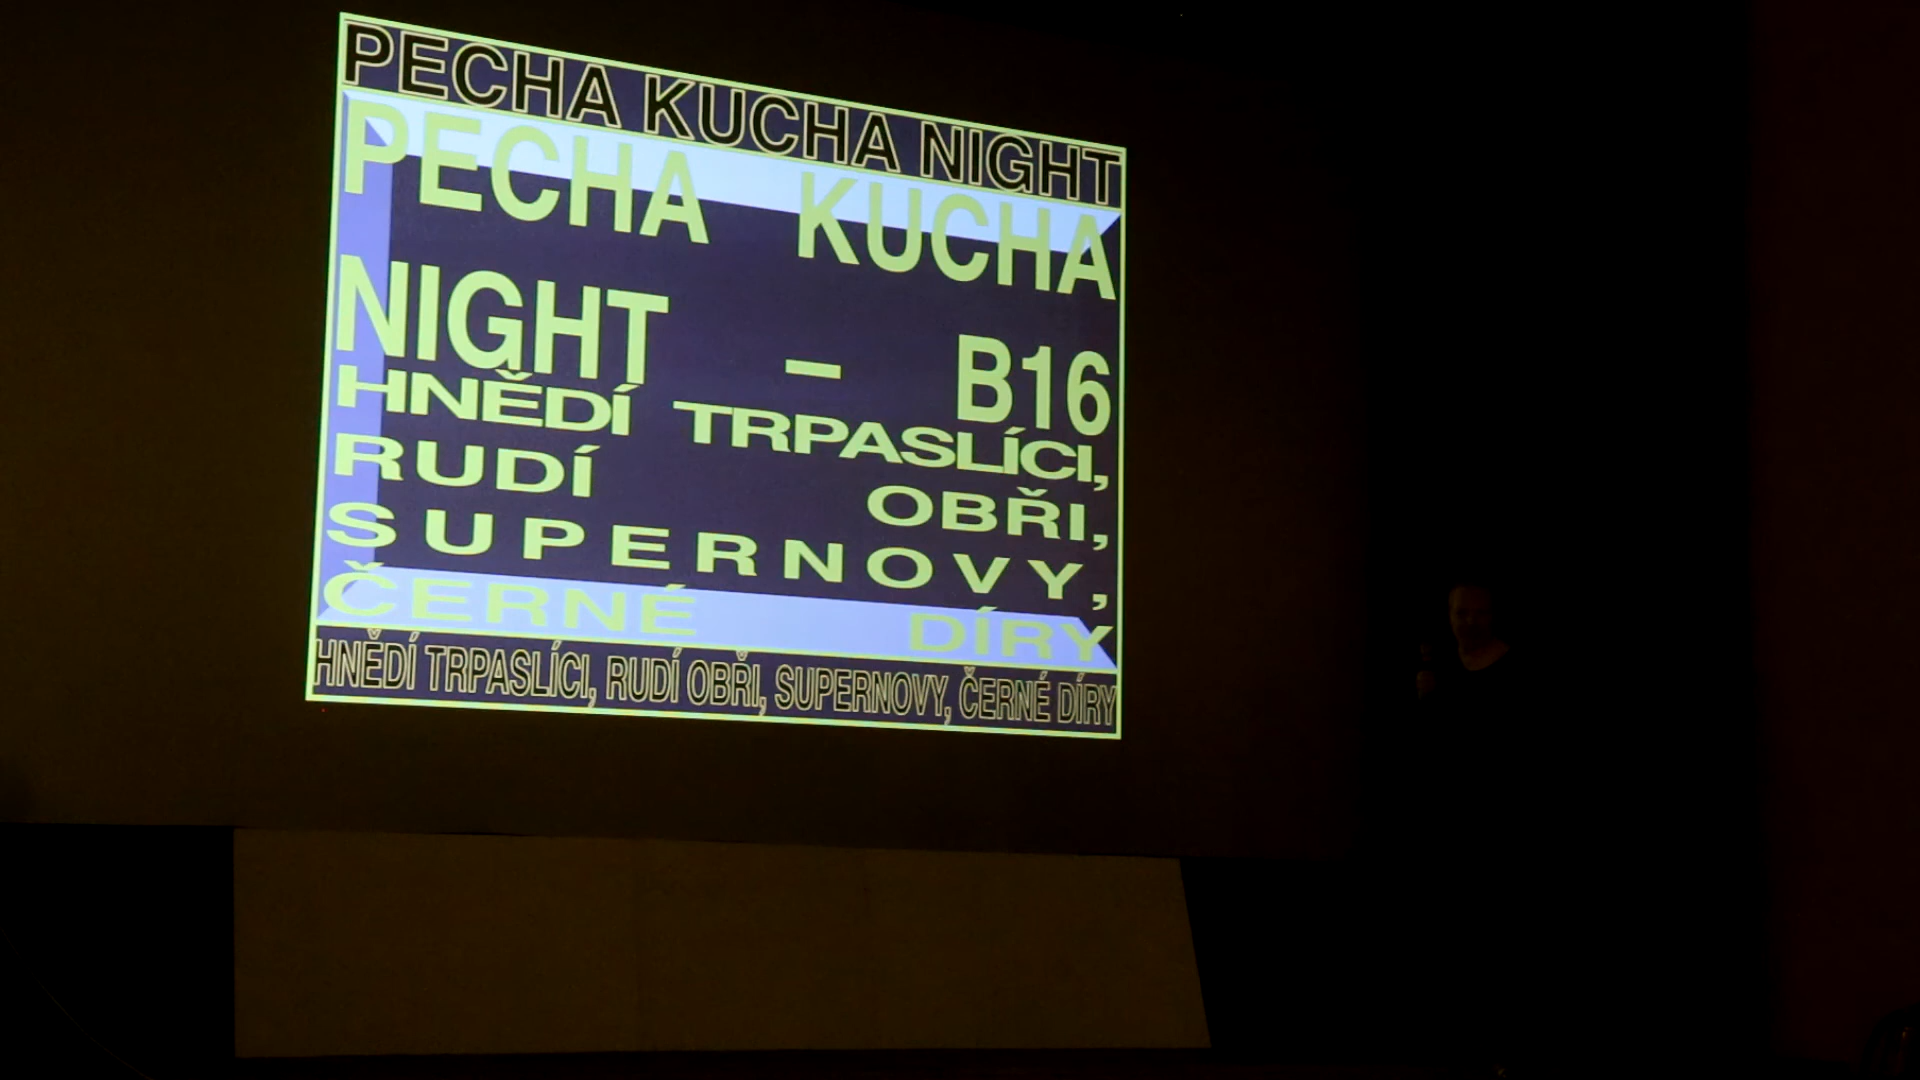 PECHA KUCHA NIGHT
PECHA KUCHA
NIGHT – B16
HNĚDÍ TRPASLÍCI,
RUDÍ OBŘI,
SUPERNOVY,
ČERNÉ DÍRY
HNĚDÍ TRPASLÍCI, RUDÍ OBŘI, SUPERNOVY, ČERNÉ DÍRY